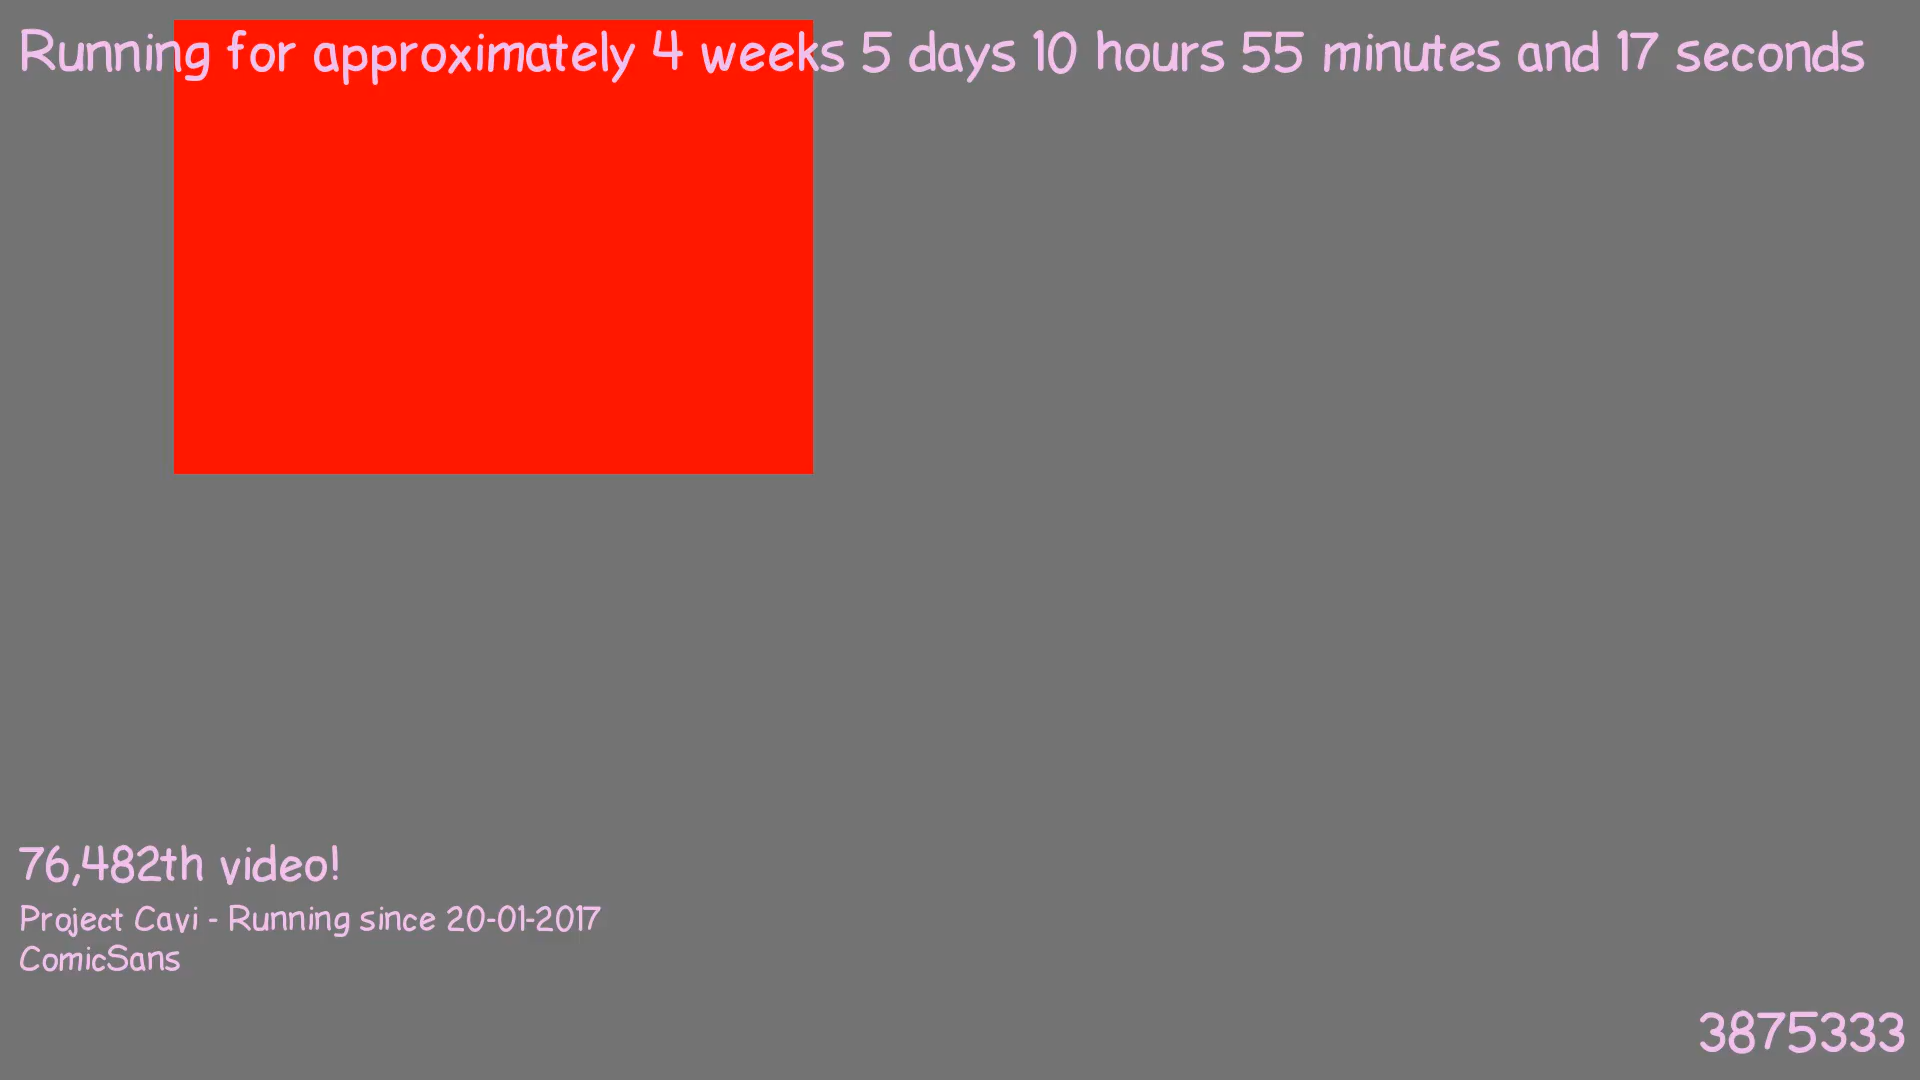 Running for approximately 4 weeks 5 days 10 hours 55 minutes and 17 seconds
76,482th video!
Project Cavi - Running since 20-01-2017
ComicSans
3875333